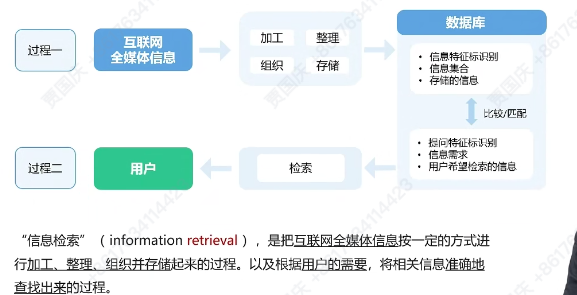 过程一
互联网
全媒体信息
加工
整理
组织
存储
数据库
信息特征标识别
信息集合
存储的信息
比较/匹配
提问特征标识别
信息需求
用户希望检索的信息
过程二
用户
检索
“信息检索”（information retrieval），是把互联网全媒体信息按一定的方式进
行加工、整理、组织并存储起来的过程。以及根据用户的需要，将相关信息准确地
查找出来的过程。